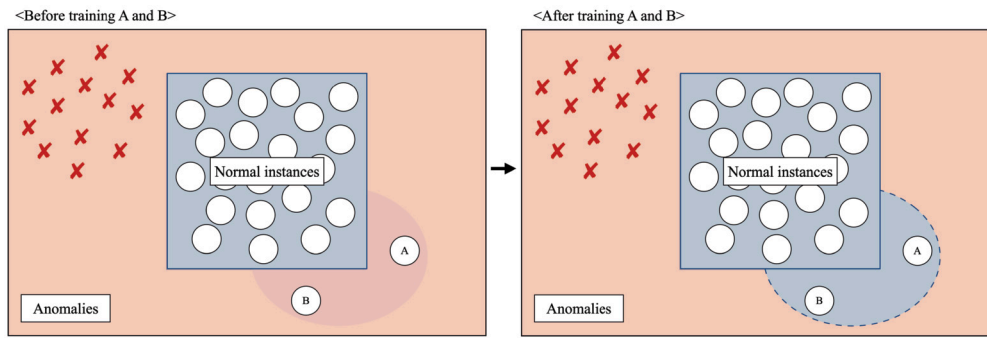 <Before training A and B>
<After training A and B>
Normal instances
A
B
Anomalies
Normal instances
A
B
Anomalies